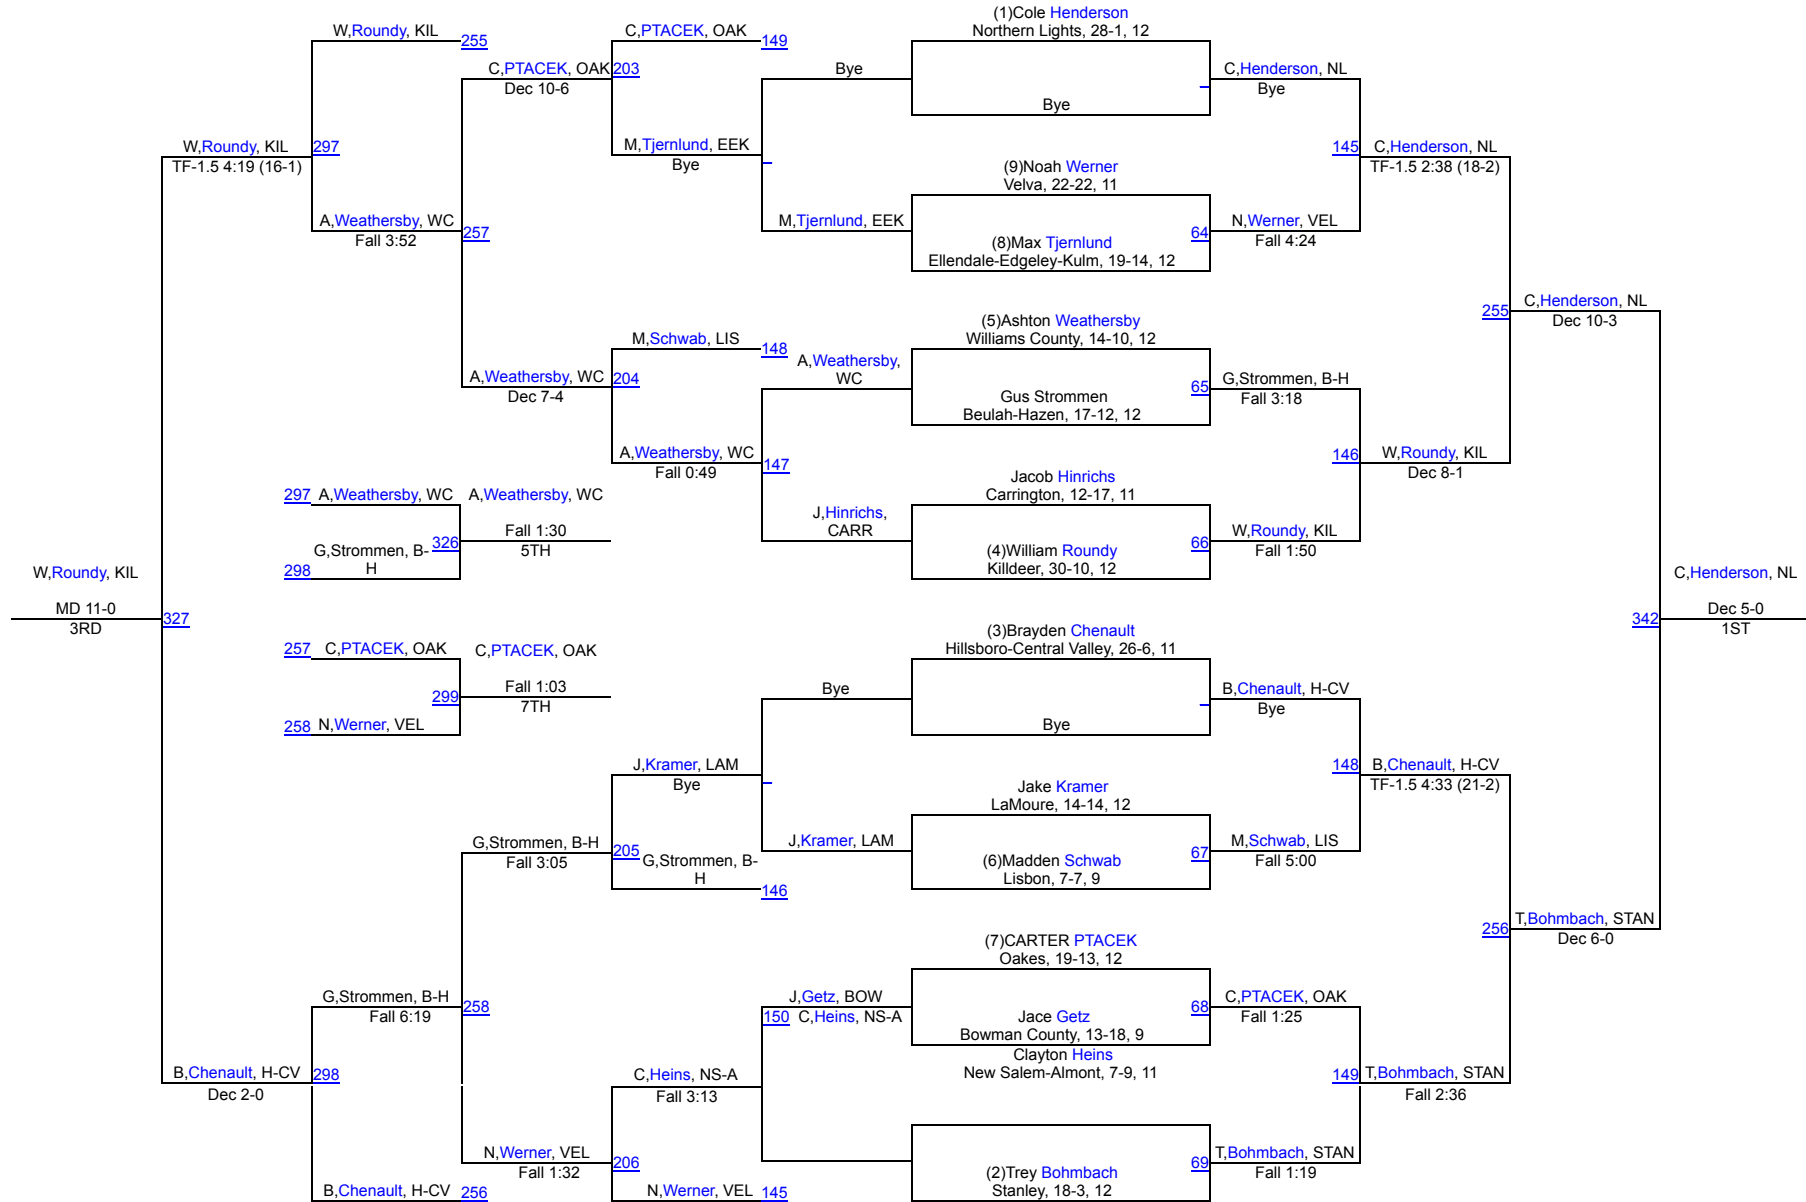 (1)Cole Henderson
Northern Lights, 28-1, 12
Bye
(9)Noah Werner
Velva, 22-22, 11
(8)Max Tjernlund
Ellendale-Edgeley-Kulm, 19-14, 12
64
(5)Ashton Weathersby
Williams County, 14-10, 12
Gus Strommen
Beulah-Hazen, 17-12, 12
65
Jacob Hinrichs
Carrington, 12-17, 11
(4)William Roundy
Killdeer, 30-10, 12
66
(3)Brayden Chenault
Hillsboro-Central Valley, 26-6, 11
Bye
Jake Kramer
LaMoure, 14-14, 12
(6)Madden Schwab
Lisbon, 7-7, 9
67
(7)CARTER PTACEK
Oakes, 19-13, 12
Jace Getz
Bowman County, 13-18, 9
68
Clayton Heins
New Salem-Almont, 7-9, 11
(2)Trey Bohmbach
Stanley, 18-3, 12
69
C,Henderson, NL
Bye
145
N,Werner, VEL
Fall 4:24
G,Strommen, B-H
Fall 3:18
146
W,Roundy, KIL
Fall 1:50
B,Chenault, H-CV
Bye
148
M,Schwab, LIS
Fall 5:00
C,PTACEK, OAK
Fall 1:25
149
T,Bohmbach, STAN
Fall 1:19
C,Henderson, NL
TF-1.5 2:38 (18-2)
255
W,Roundy, KIL
Dec 8-1
B,Chenault, H-CV
TF-1.5 4:33 (21-2)
256
T,Bohmbach, STAN
Fall 2:36
C,Henderson, NL
Dec 10-3
342
T,Bohmbach, STAN
Dec 6-0
C,Henderson, NL
Dec 5-0
1ST
Bye
M,Tjernlund, EEK
A,Weathersby,
WC
147
J,Hinrichs,
CARR
Bye
J,Kramer, LAM
J,Getz, BOW
150 C,Heins, NS-A
C,PTACEK, OAK 149
203
M,Tjernlund, EEK
Bye
M,Schwab, LIS 148
204
A,Weathersby, WC
Fall 0:49
J,Kramer, LAM
Bye
205
G,Strommen, B-
H
146
C,Heins, NS-A
Fall 3:13
206
N,Werner, VEL 145
C,PTACEK, OAK
Dec 10-6
257
A,Weathersby, WC
Dec 7-4
G,Strommen, B-H
Fall 3:05
258
N,Werner, VEL
Fall 1:32
W,Roundy, KIL 255
297
A,Weathersby, WC
Fall 3:52
297 A,Weathersby, WC
326
G,Strommen, B-
H
298
A,Weathersby, WC
Fall 1:30
5TH
257 C,PTACEK, OAK
299
258 N,Werner, VEL
C,PTACEK, OAK
Fall 1:03
7TH
G,Strommen, B-H
Fall 6:19
298
B,Chenault, H-CV 256
W,Roundy, KIL
TF-1.5 4:19 (16-1)
327
B,Chenault, H-CV
Dec 2-0
W,Roundy, KIL
MD 11-0
3RD